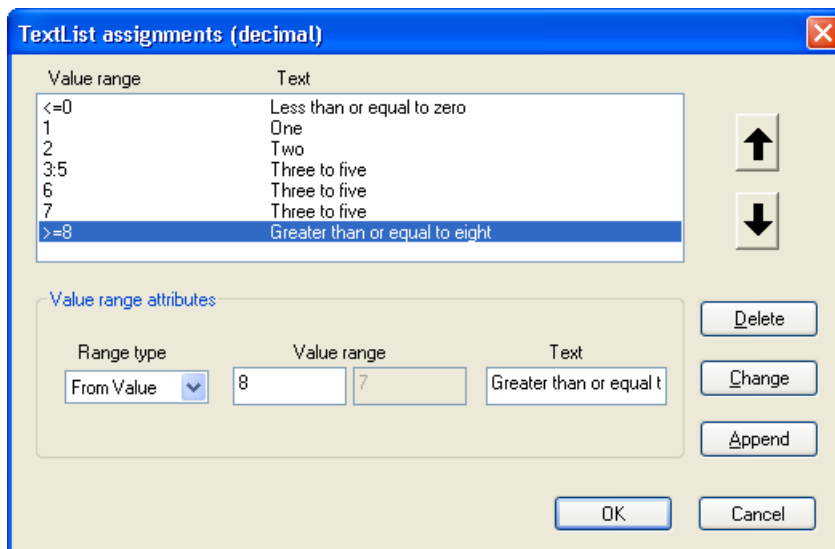 TextList assignments (decimal)
Value range Text
<=0 Less than or equal to zero
1 One
2 Two
3:5 Three to five
6 Three to five
7 Three to five
>=8 Greater than or equal to eight
Value range attributes
Delete
Range type Value range Text
From Value 8 7 Greater than or equal t
Change
Append
OK Cancel